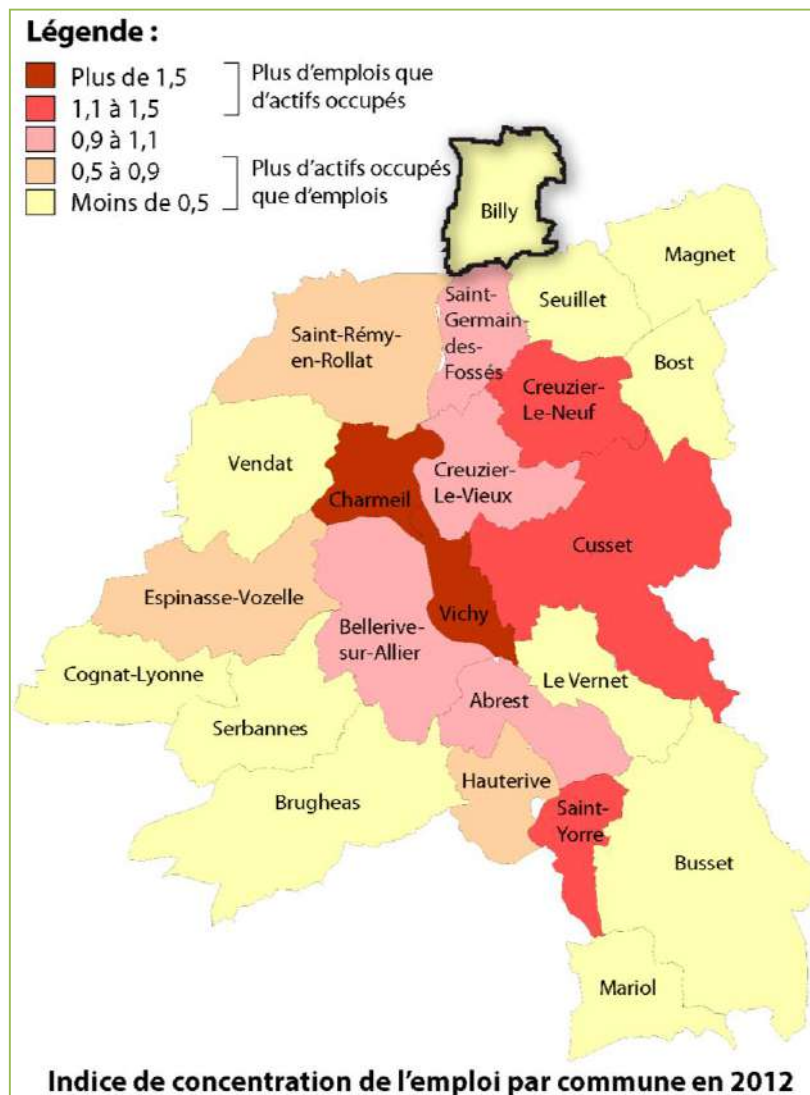 Légende :
Plus de 1,5
1,1 à 1,5
0,9 à 1,1
0,5 à 0,9
Moins de 0,5
Plus d'emplois que
d'actifs occupés
Plus d'actifs occupés
que d'emplois
Billy
Magnet
Saint-
Germain-
des-
Fossés
Seuillet
Saint-Rémy-
en-Rollat
Bost
Creuzier-
Le-Neuf
Vendat
Creuzier-
Le-Vieux
Charmeil
Cusset
Espinasse-Vozelle
Vichy
Bellerive-
sur-Allier
Cognat-Lyonne
Le Vernet
Abrest
Serbannes
Hauterive
Brugheas
Saint-
Yorre
Busset
Mariol
Indice de concentration de l'emploi par commune en 2012